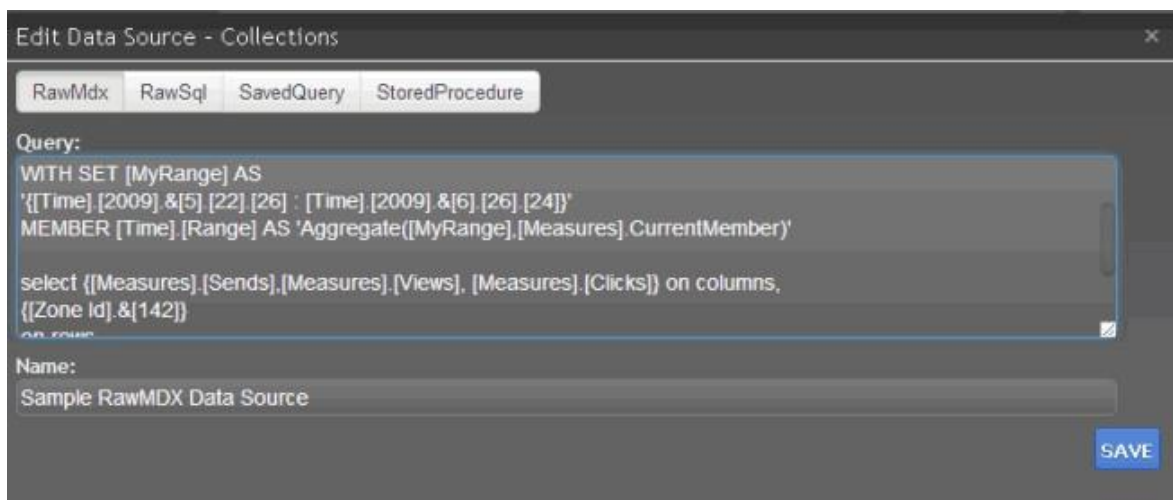 Edit Data Source - Collections ×
RawMdx RawSql SavedQuery StoredProcedure
Query:
WITH SET [MyRange] AS
'{[Time].[2009].&[5].[22].[26] : [Time].[2009].&[6].[26].[24]}'
MEMBER [Time].[Range] AS 'Aggregate([MyRange],[Measures].CurrentMember)'
select {[Measures].[Sends],[Measures].[Views], [Measures].[Clicks]} on columns,
{[Zone Id].&[142]}
on rows
Name:
Sample RawMDX Data Source
SAVE